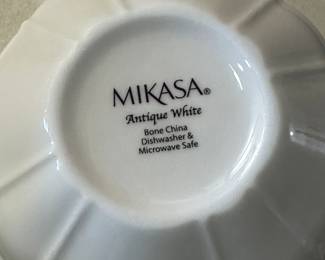 MIKASA®
Antique White
Bone China
Dishwasher &
Microwave Safe